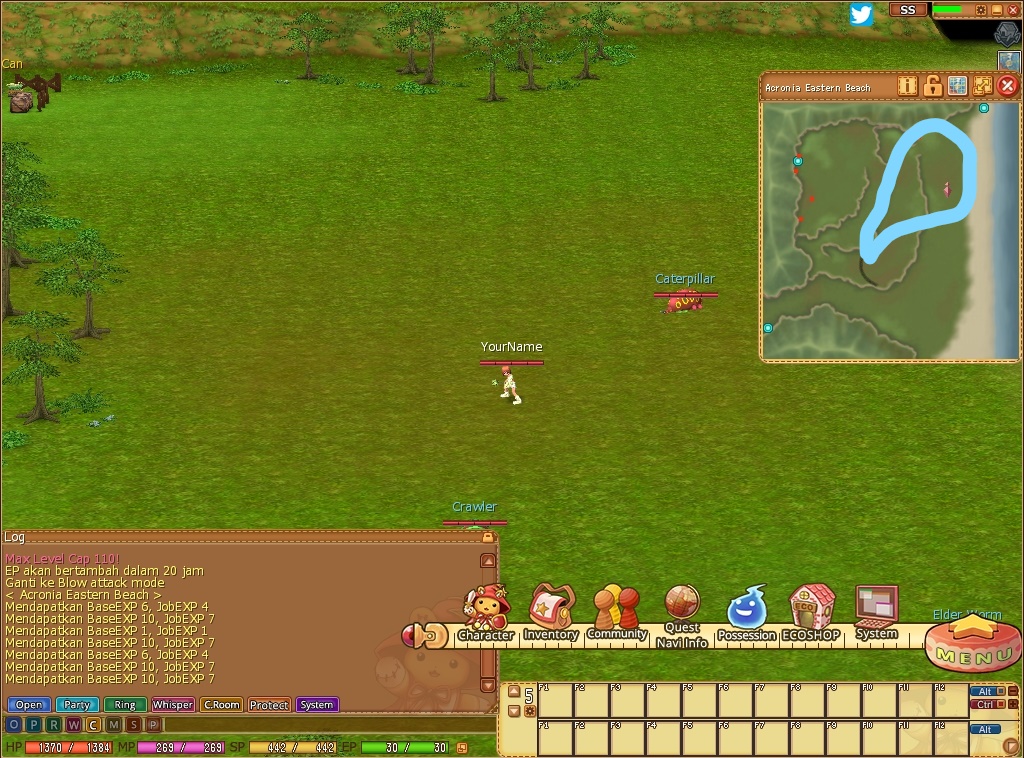 SS
Can
Acronia Eastern Beach
Caterpillar
YourName
Crawler
Log
Max Level Cap 110!
EP akan bertambah dalam 20 jam
Ganti ke Blow attack mode
< Acronia Eastern Beach >
Mendapatkan BaseEXP 6, JobEXP 4
Mendapatkan BaseEXP 10, JobEXP 7
Mendapatkan BaseEXP 1, JobEXP 1
Mendapatkan BaseEXP 10, JobEXP 7
Mendapatkan BaseEXP 6, JobEXP 4
Mendapatkan BaseEXP 10, JobEXP 7
Mendapatkan BaseEXP 10, JobEXP 7
Elder Worm
Character Inventory Community Quest Navi Info Possession ECO ECOSHOP System
MENU
Open Party Ring Whisper C.Room Protect System
O P R W C M S P
HP 1370 / 1384 MP 269 / 269 SP 442 / 442 EP 30 / 30
5 F1 F2 F3 F4 F5 F6 F7 F8 F9 F10 F11 F12 Alt
Ctrl
F1 F2 F3 F4 F5 F6 F7 F8 F9 F10 F11 F12 Alt